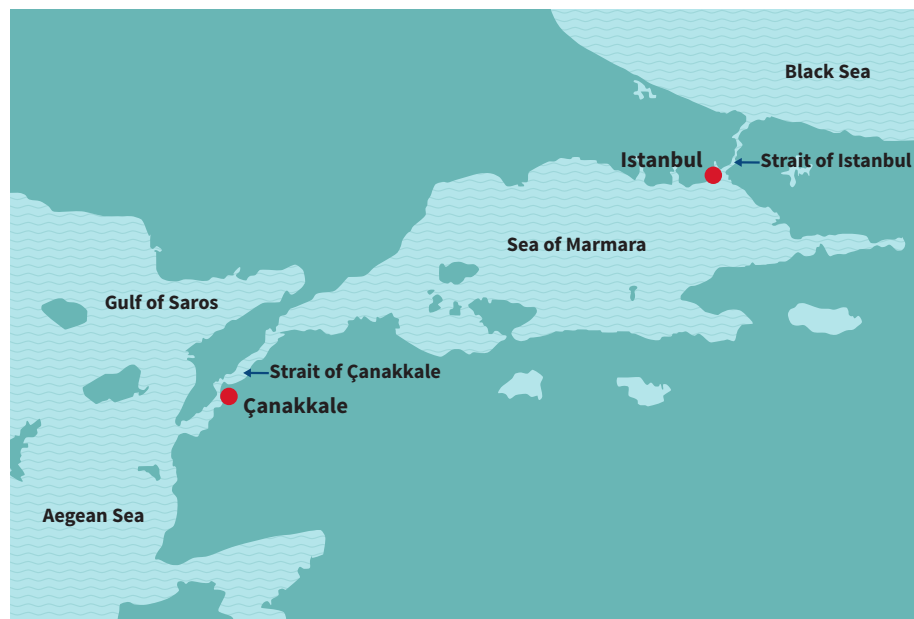 Black Sea
Istanbul
Strait of Istanbul
Sea of Marmara
Gulf of Saros
Strait of Çanakkale
Çanakkale
Aegean Sea